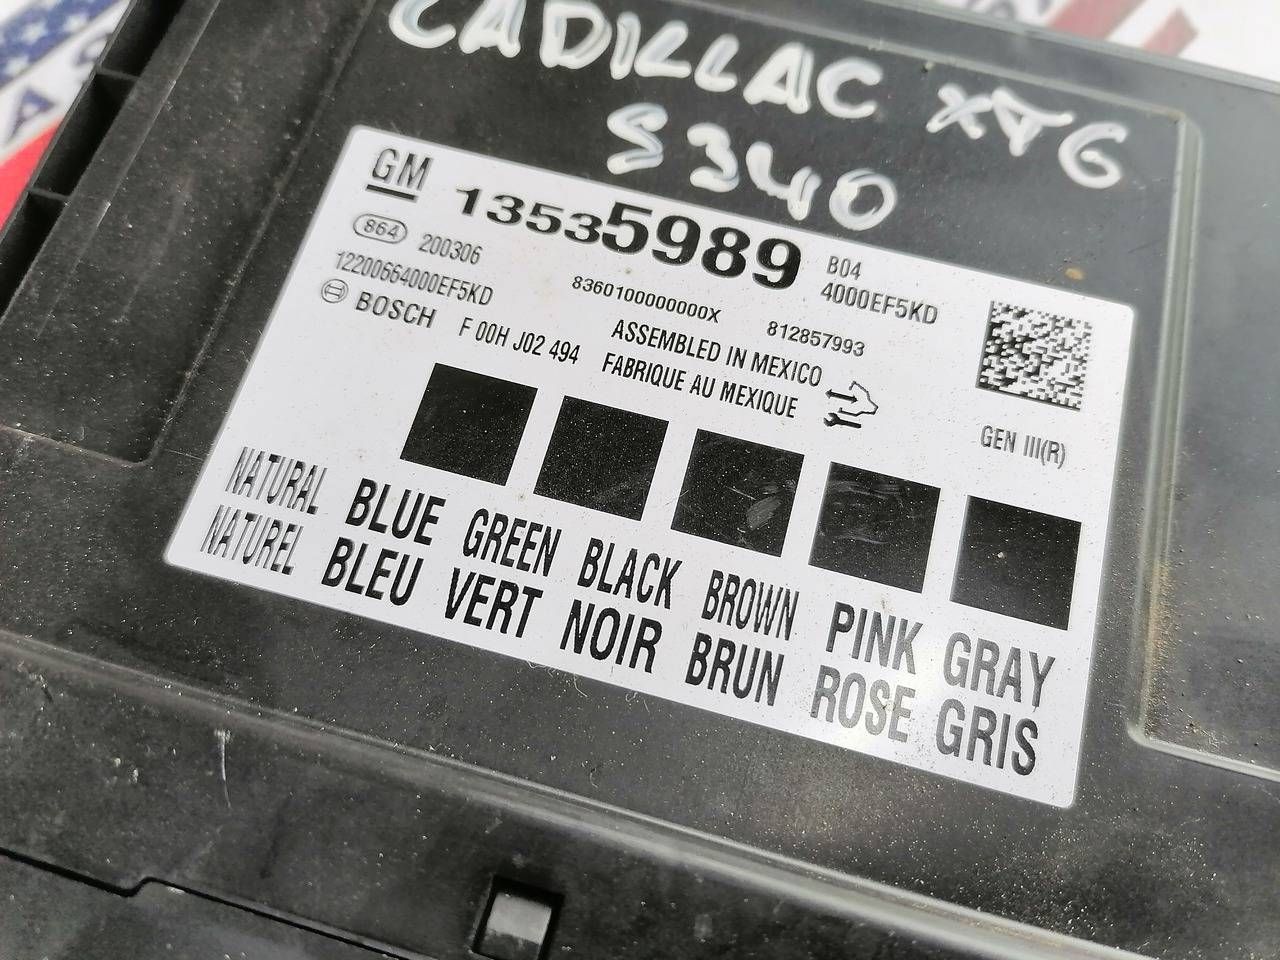 CADILLAC XT6
S340
GM 13535989 B04
864 200306 4000EF5KD
12200664000EF5KD 8360100000000X 812857993
BOSCH F 00H J02 494 ASSEMBLED IN MEXICO
FABRIQUE AU MEXIQUE
GEN III(R)
NATURAL BLUE GREEN BLACK BROWN PINK GRAY
NATUREL BLEU VERT NOIR BRUN ROSE GRIS